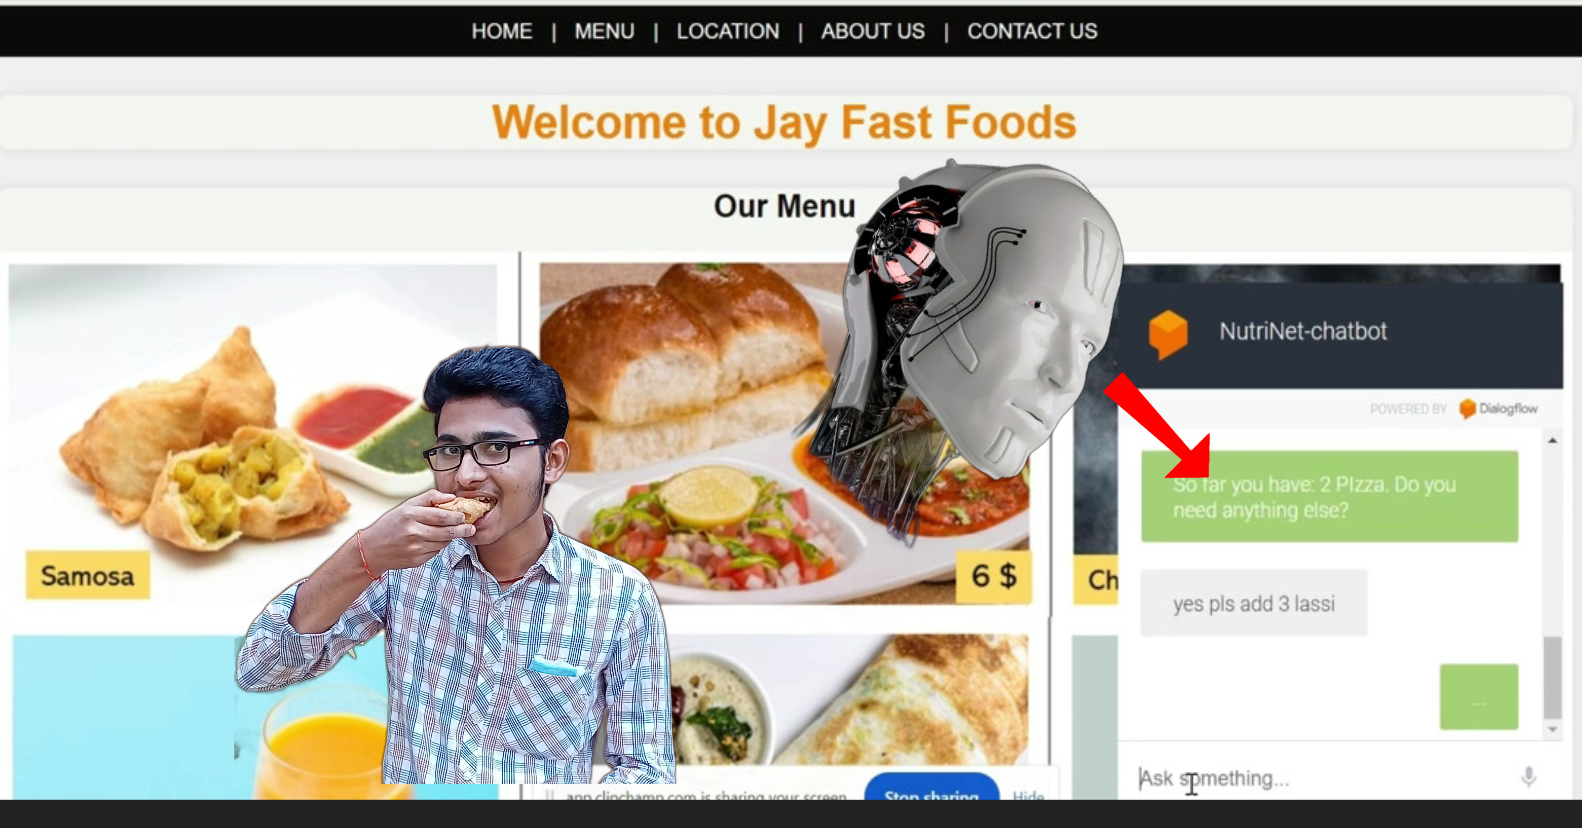 HOME | MENU | LOCATION | ABOUT US | CONTACT US
Welcome to Jay Fast Foods
Our Menu
NutriNet-chatbot
POWERED BY Dialogflow
So far you have: 2 PIzza. Do you
need anything else?
Samosa
6 $
Ch
yes pls add 3 lassi
...
Ask something...
app.clipchamp.com is sharing your screen. Stop sharing Hide